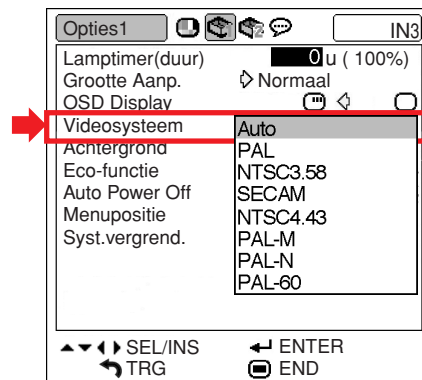 Opties1 IN3
Lamptimer(duur) 0 u ( 100%)
Grootte Aanp. Normaal
OSD Display
Videosysteem Auto
Achtergrond PAL
Eco-functie NTSC3.58
Auto Power Off SECAM
Menupositie NTSC4.43
Syst.vergrend. PAL-M
PAL-N
PAL-60
SEL/INS ENTER
TRG END